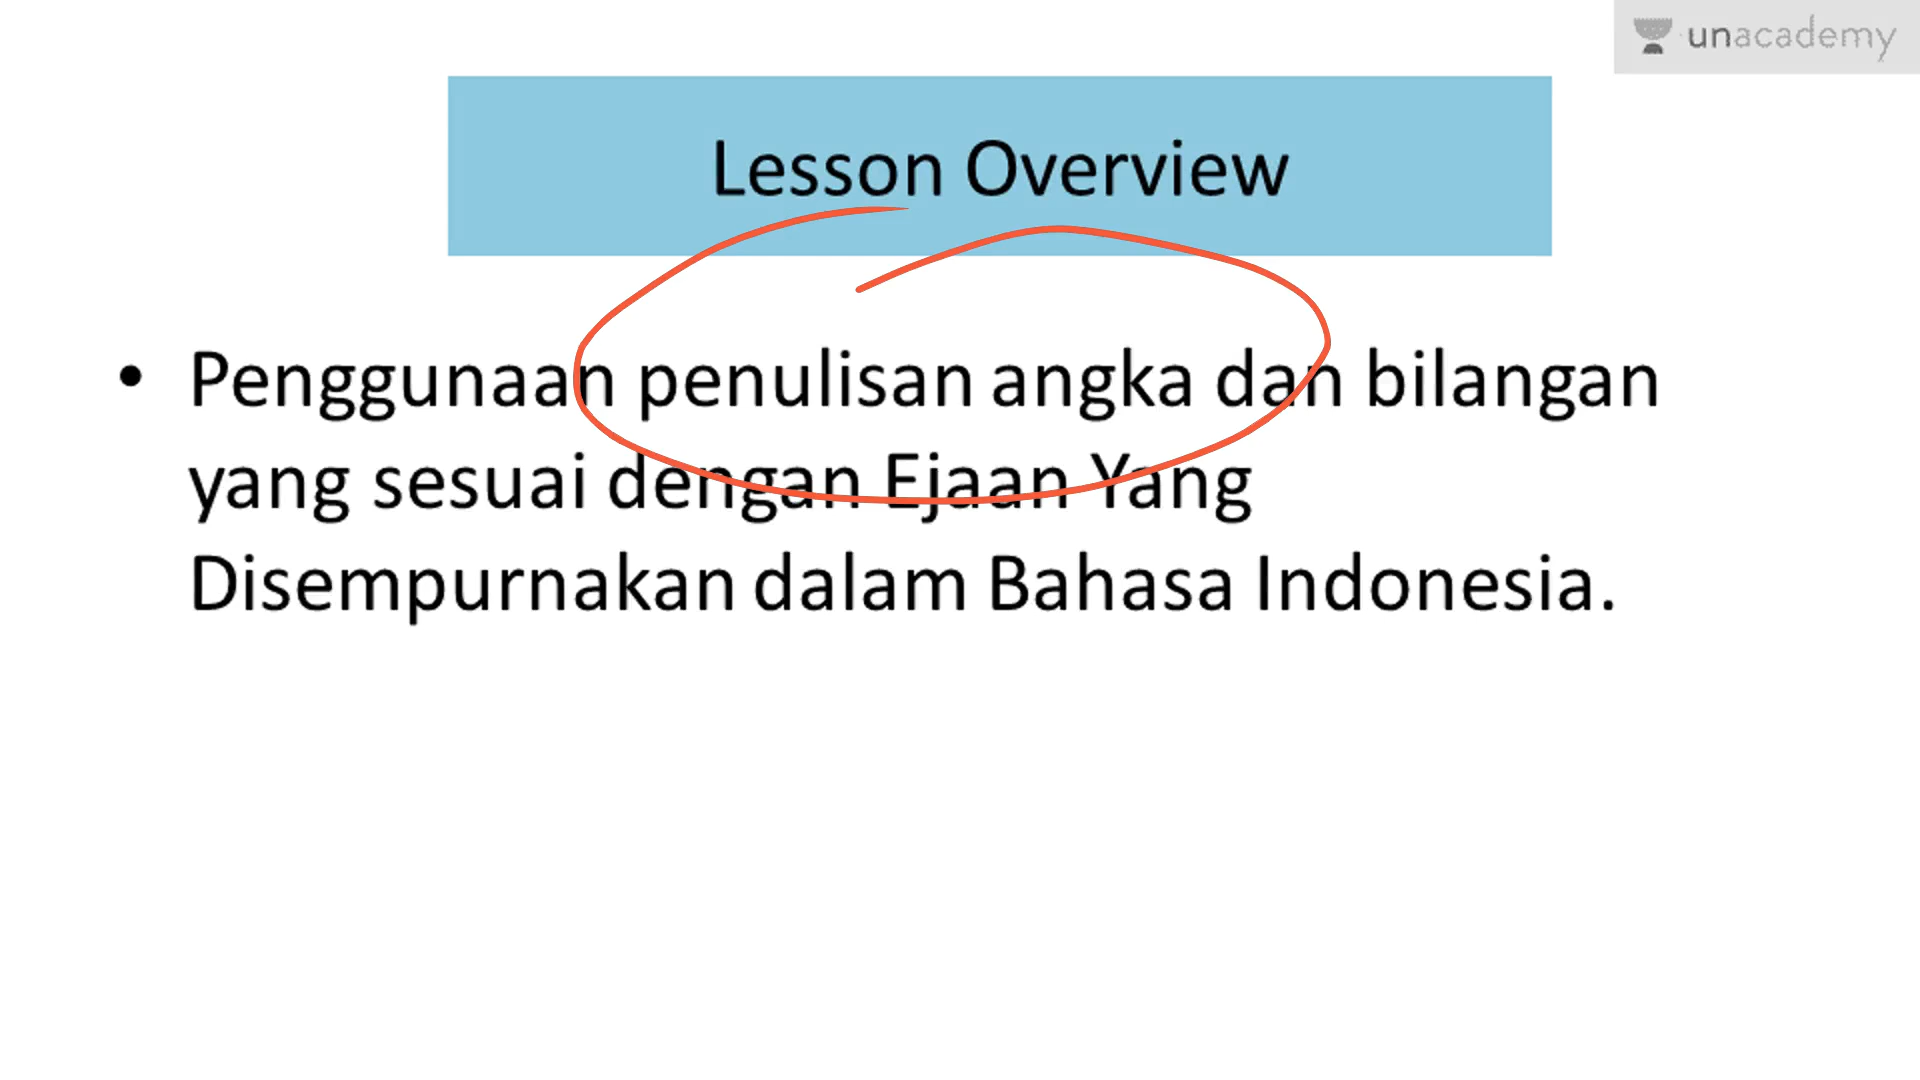 unacademy
Lesson Overview
• Penggunaan penulisan angka dan bilangan
yang sesuai dengan Ejaan Yang
Disempurnakan dalam Bahasa Indonesia.